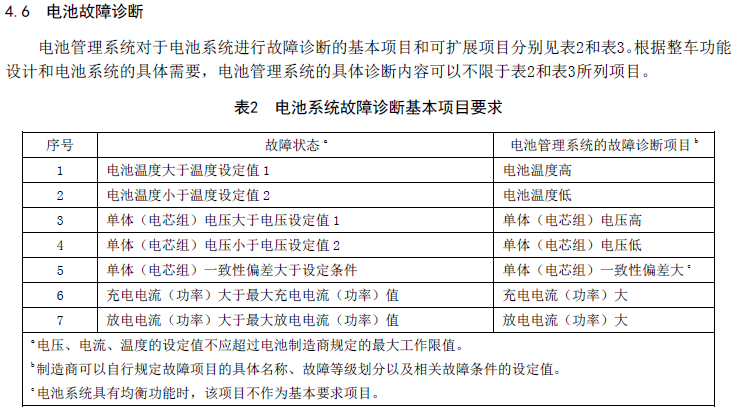 4.6 电池故障诊断
电池管理系统对于电池系统进行故障诊断的基本项目和可扩展项目分别见表2和表3。根据整车功能
设计和电池系统的具体需要，电池管理系统的具体诊断内容可以不限于表2和表3所列项目。
表2 电池系统故障诊断基本项目要求
序号 故障状态ᵃ 电池管理系统的故障诊断项目ᵇ
1 电池温度大于温度设定值1 电池温度高
2 电池温度小于温度设定值2 电池温度低
3 单体（电芯组）电压大于电压设定值1 单体（电芯组）电压高
4 单体（电芯组）电压小于电压设定值2 单体（电芯组）电压低
5 单体（电芯组）一致性偏差大于设定条件 单体（电芯组）一致性偏差大ᶜ
6 充电电流（功率）大于最大充电电流（功率）值 充电电流（功率）大
7 放电电流（功率）大于最大放电电流（功率）值 放电电流（功率）大
ᵃ电压、电流、温度的设定值不应超过电池制造商规定的最大工作限值。
ᵇ制造商可以自行规定故障项目的具体名称、故障等级划分以及相关故障条件的设定值。
ᶜ电池系统具有均衡功能时，该项目不作为基本要求项目。